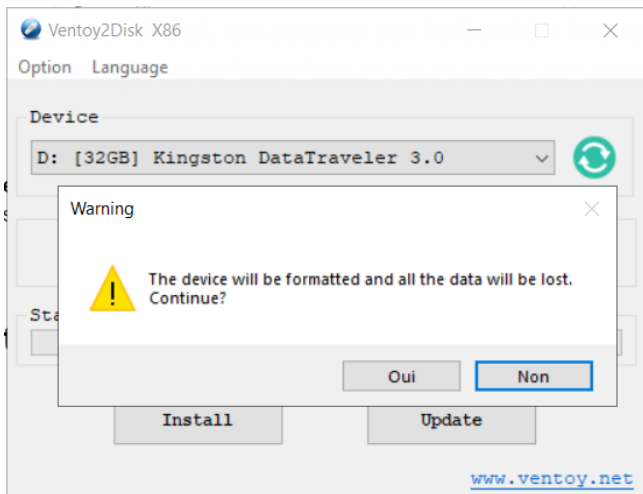 Ventoy2Disk X86
Option Language
Device
D: [32GB] Kingston DataTraveler 3.0
Warning
The device will be formatted and all the data will be lost.
Continue?
Sta
Oui Non
Install Update
www.ventoy.net